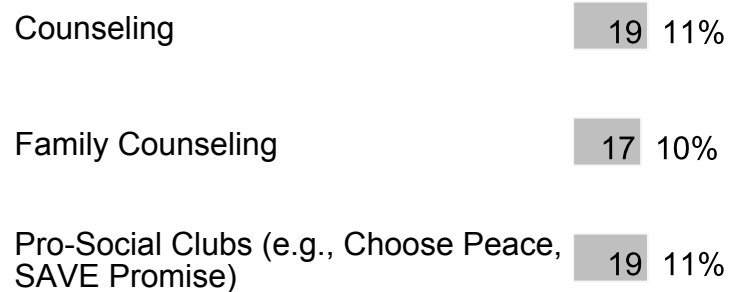 Counseling 19 11%
Family Counseling 17 10%
Pro-Social Clubs (e.g., Choose Peace,
SAVE Promise) 19 11%